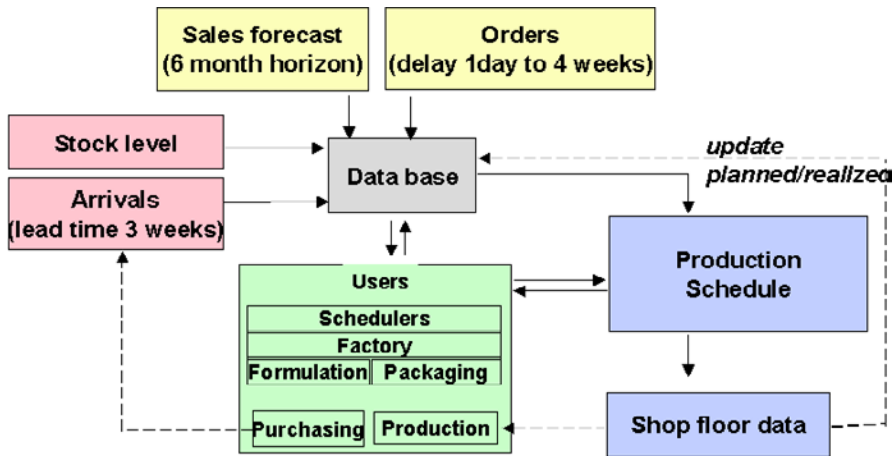 Sales forecast
(6 month horizon)
Orders
(delay 1day to 4 weeks)
Stock level
Arrivals
(lead time 3 weeks)
Data base
update
planned/realized
Users
Schedulers
Factory
Formulation
Packaging
Purchasing
Production
Production
Schedule
Shop floor data